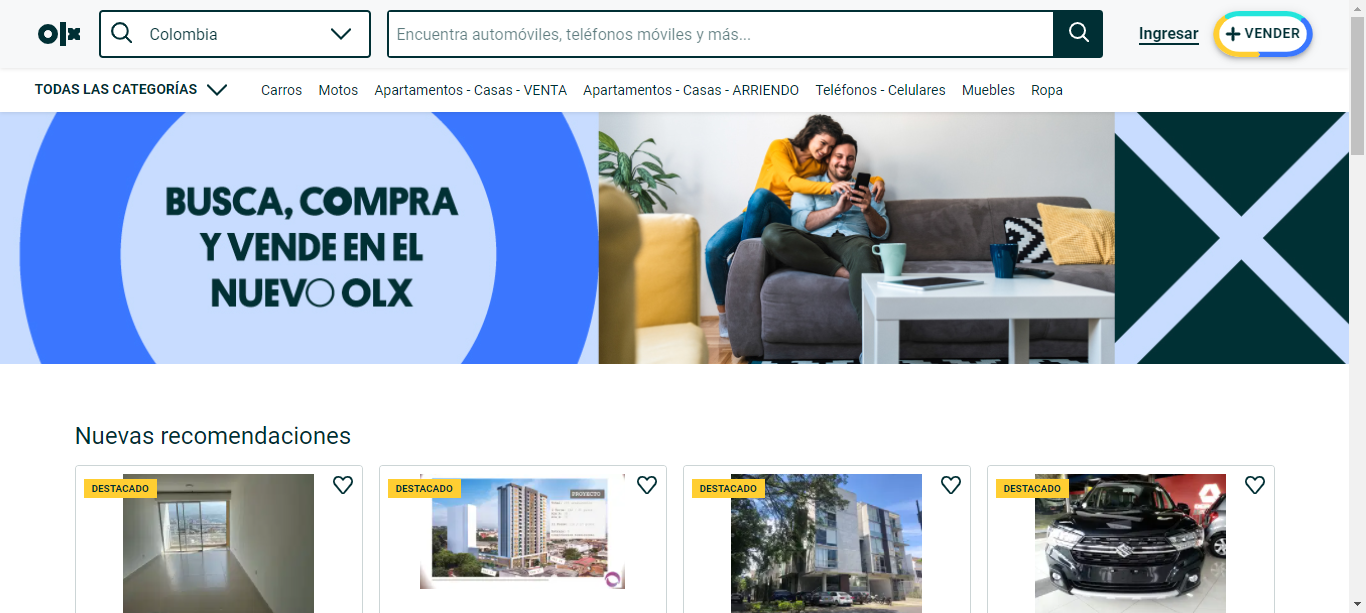 olx
Colombia
Encuentra automóviles, teléfonos móviles y más...
Ingresar
VENDER
TODAS LAS CATEGORÍAS
Carros
Motos
Apartamentos - Casas - VENTA
Apartamentos - Casas - ARRIENDO
Teléfonos - Celulares
Muebles
Ropa
BUSCA, COMPRA
Y VENDE EN EL
NUEVO OLX
Nuevas recomendaciones
DESTACADO
DESTACADO
PROYECTO
DESTACADO
DESTACADO